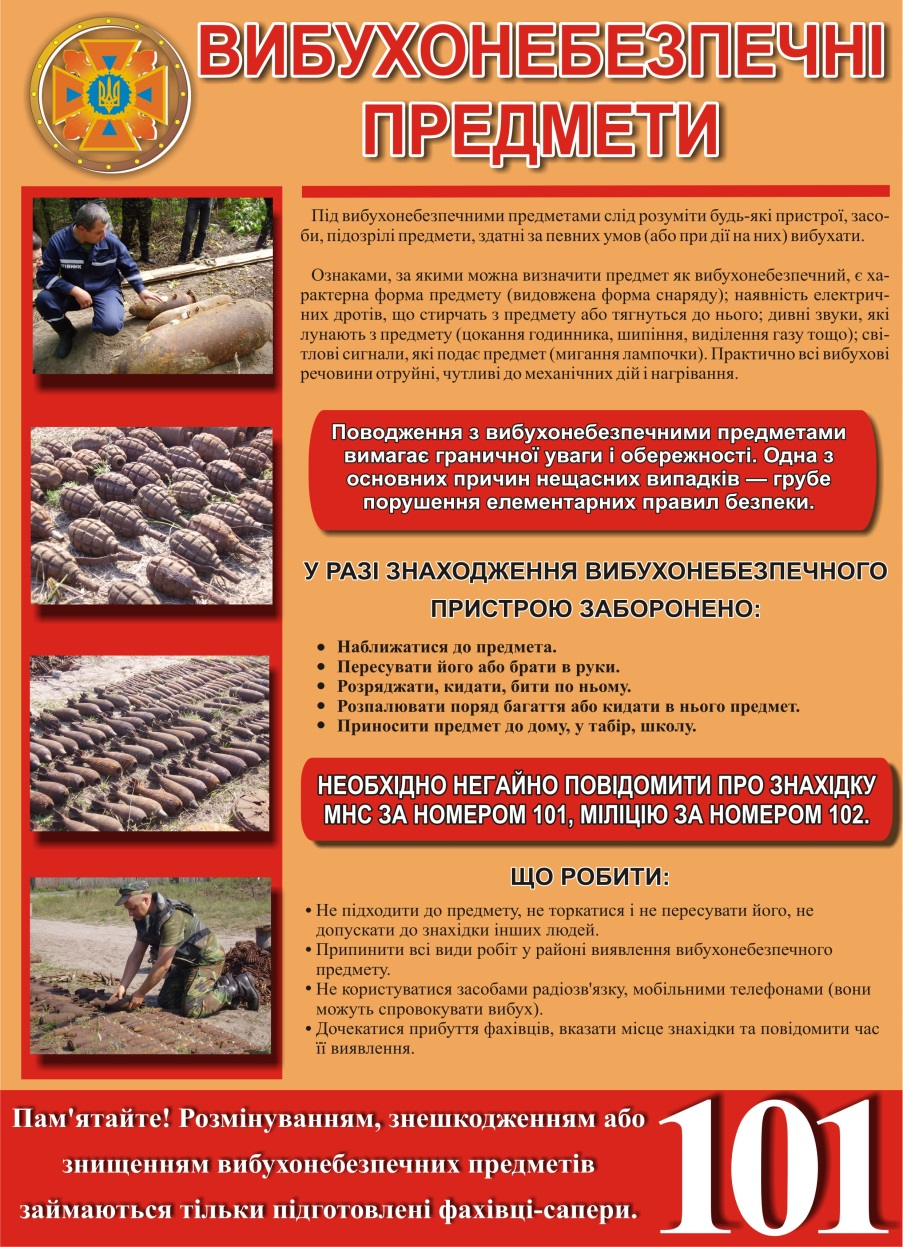 ВИБУХОНЕБЕЗПЕЧНІ
ПРЕДМЕТИ
Під вибухонебезпечними предметами слід розуміти будь-які пристрої, засо-
би, підозрілі предмети, здатні за певних умов (або при дії на них) вибухати.
Ознаками, за якими можна визначити предмет як вибухонебезпечний, є ха-
рактерна форма предмету (видовжена форма снаряду); наявність електрич-
них дротів, що стирчать з предмету або тягнуться до нього; дивні звуки, які
лунають з предмету (цокання годинника, шипіння, виділення газу тощо); сві-
тлові сигнали, які подає предмет (мигання лампочки). Практично всі вибухові
речовини отруйні, чутливі до механічних дій і нагрівання.
Поводження з вибухонебезпечними предметами
вимагає граничної уваги і обережності. Одна з
основних причин нещасних випадків — грубе
порушення елементарних правил безпеки.
У РАЗІ ЗНАХОДЖЕННЯ ВИБУХОНЕБЕЗПЕЧНОГО
ПРИСТРОЮ ЗАБОРОНЕНО:
• Наближатися до предмета.
• Пересувати його або брати в руки.
• Розряджати, кидати, бити по ньому.
• Розпалювати поряд багаття або кидати в нього предмет.
• Приносити предмет до дому, у табір, школу.
НЕОБХІДНО НЕГАЙНО ПОВІДОМИТИ ПРО ЗНАХІДКУ
МНС ЗА НОМЕРОМ 101, МІЛІЦІЮ ЗА НОМЕРОМ 102.
ЩО РОБИТИ:
• Не підходити до предмету, не торкатися і не пересувати його, не
допускати до знахідки інших людей.
• Припинити всі види робіт у районі виявлення вибухонебезпечного
предмету.
• Не користуватися засобами радіозв'язку, мобільними телефонами (вони
можуть спровокувати вибух).
• Дочекатися прибуття фахівців, вказати місце знахідки та повідомити час
її виявлення.
Пам'ятайте! Розмінуванням, знешкодженням або
знищенням вибухонебезпечних предметів
займаються тільки підготовлені фахівці-сапери.
101